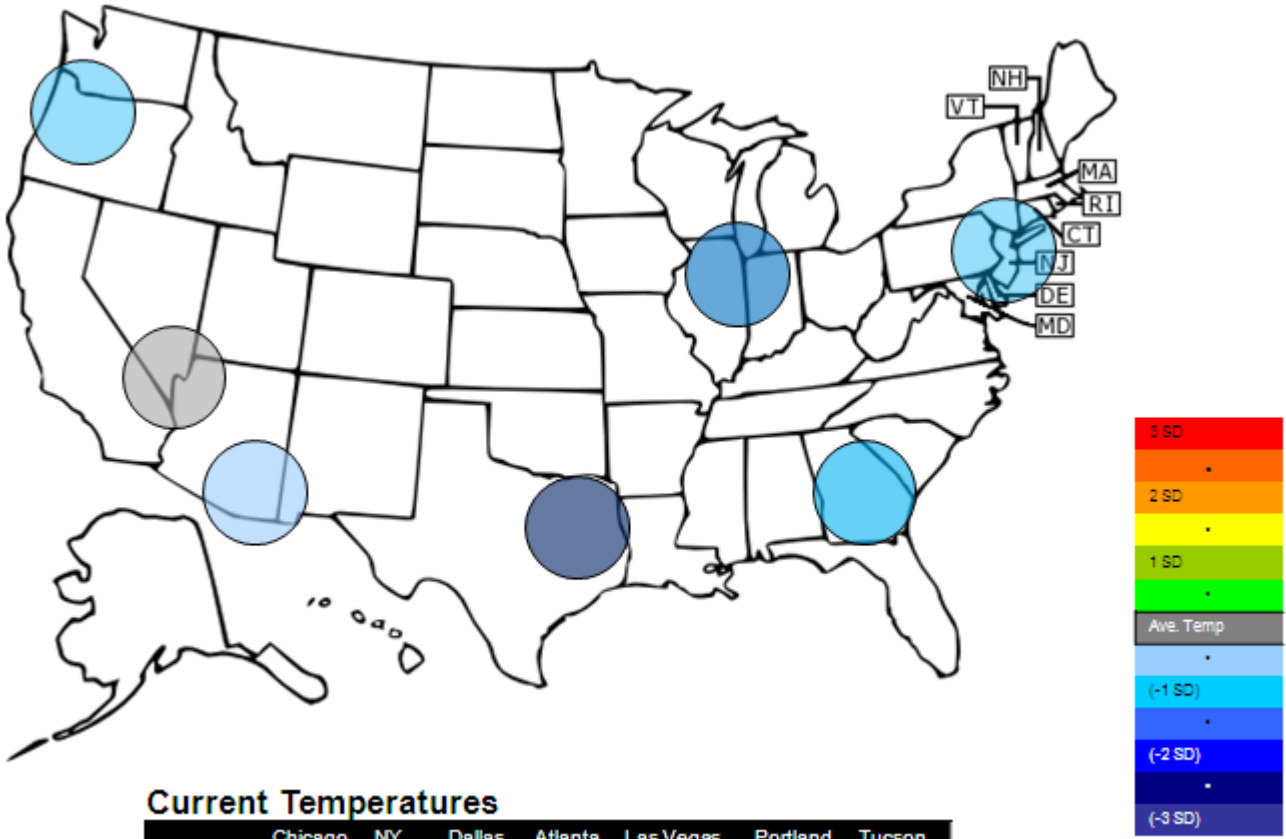 NH
VT
MA
RI
CT
NJ
DE
MD
3 SD
2 SD
1 SD
Ave. Temp
(-1 SD)
(-2 SD)
(-3 SD)
Current Temperatures
Chicago NY Dallas Atlanta Las Vegas Portland Tucson